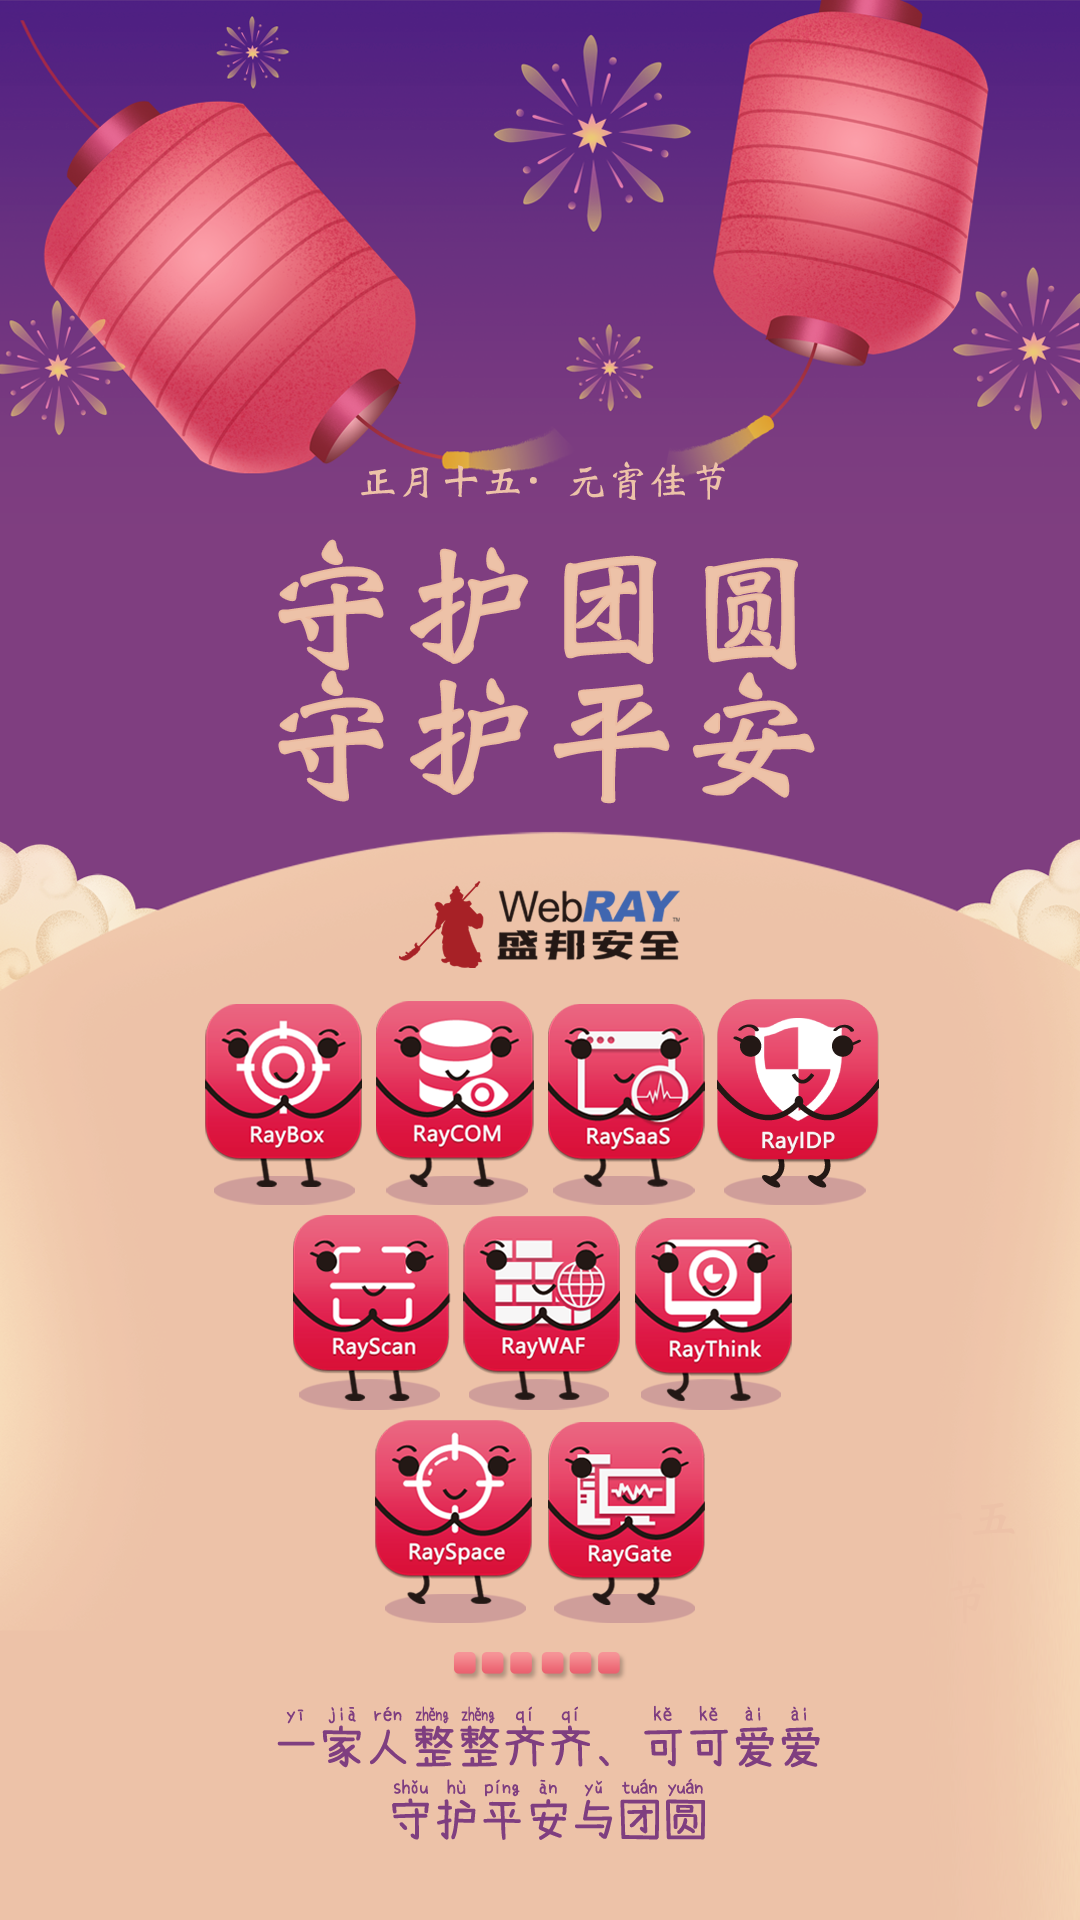 正月十五· 元宵佳节
守护团圆
守护平安
WebRAY™
盛邦安全
RayBox RayCOM RaySaaS RayIDP
RayScan RayWAF RayThink
RaySpace RayGate
yī jiā rén zhěng zhěng qí qí kě kě ài ài
一家人整整齐齐、可可爱爱
shǒu hù píng ān yǔ tuán yuán
守护平安与团圆